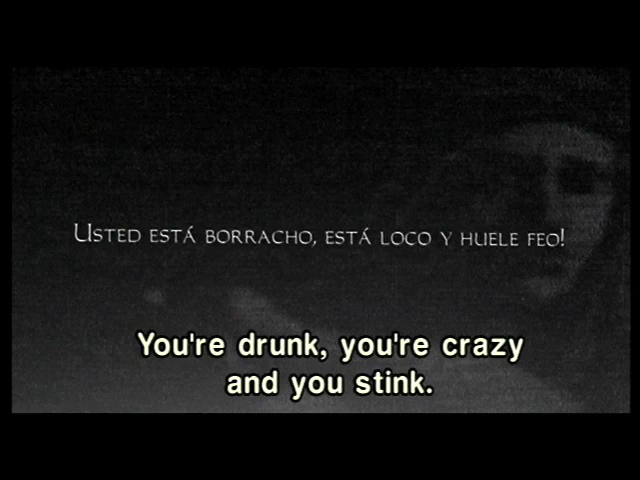 Usted está borracho, está loco y huele feo!
You're drunk, you're crazy
and you stink.